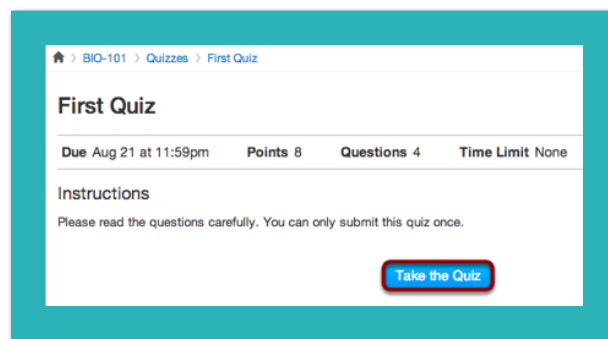 BIO-101 > Quizzes > First Quiz
First Quiz
Due Aug 21 at 11:59pm Points 8 Questions 4 Time Limit None
Instructions
Please read the questions carefully. You can only submit this quiz once.
Take the Quiz